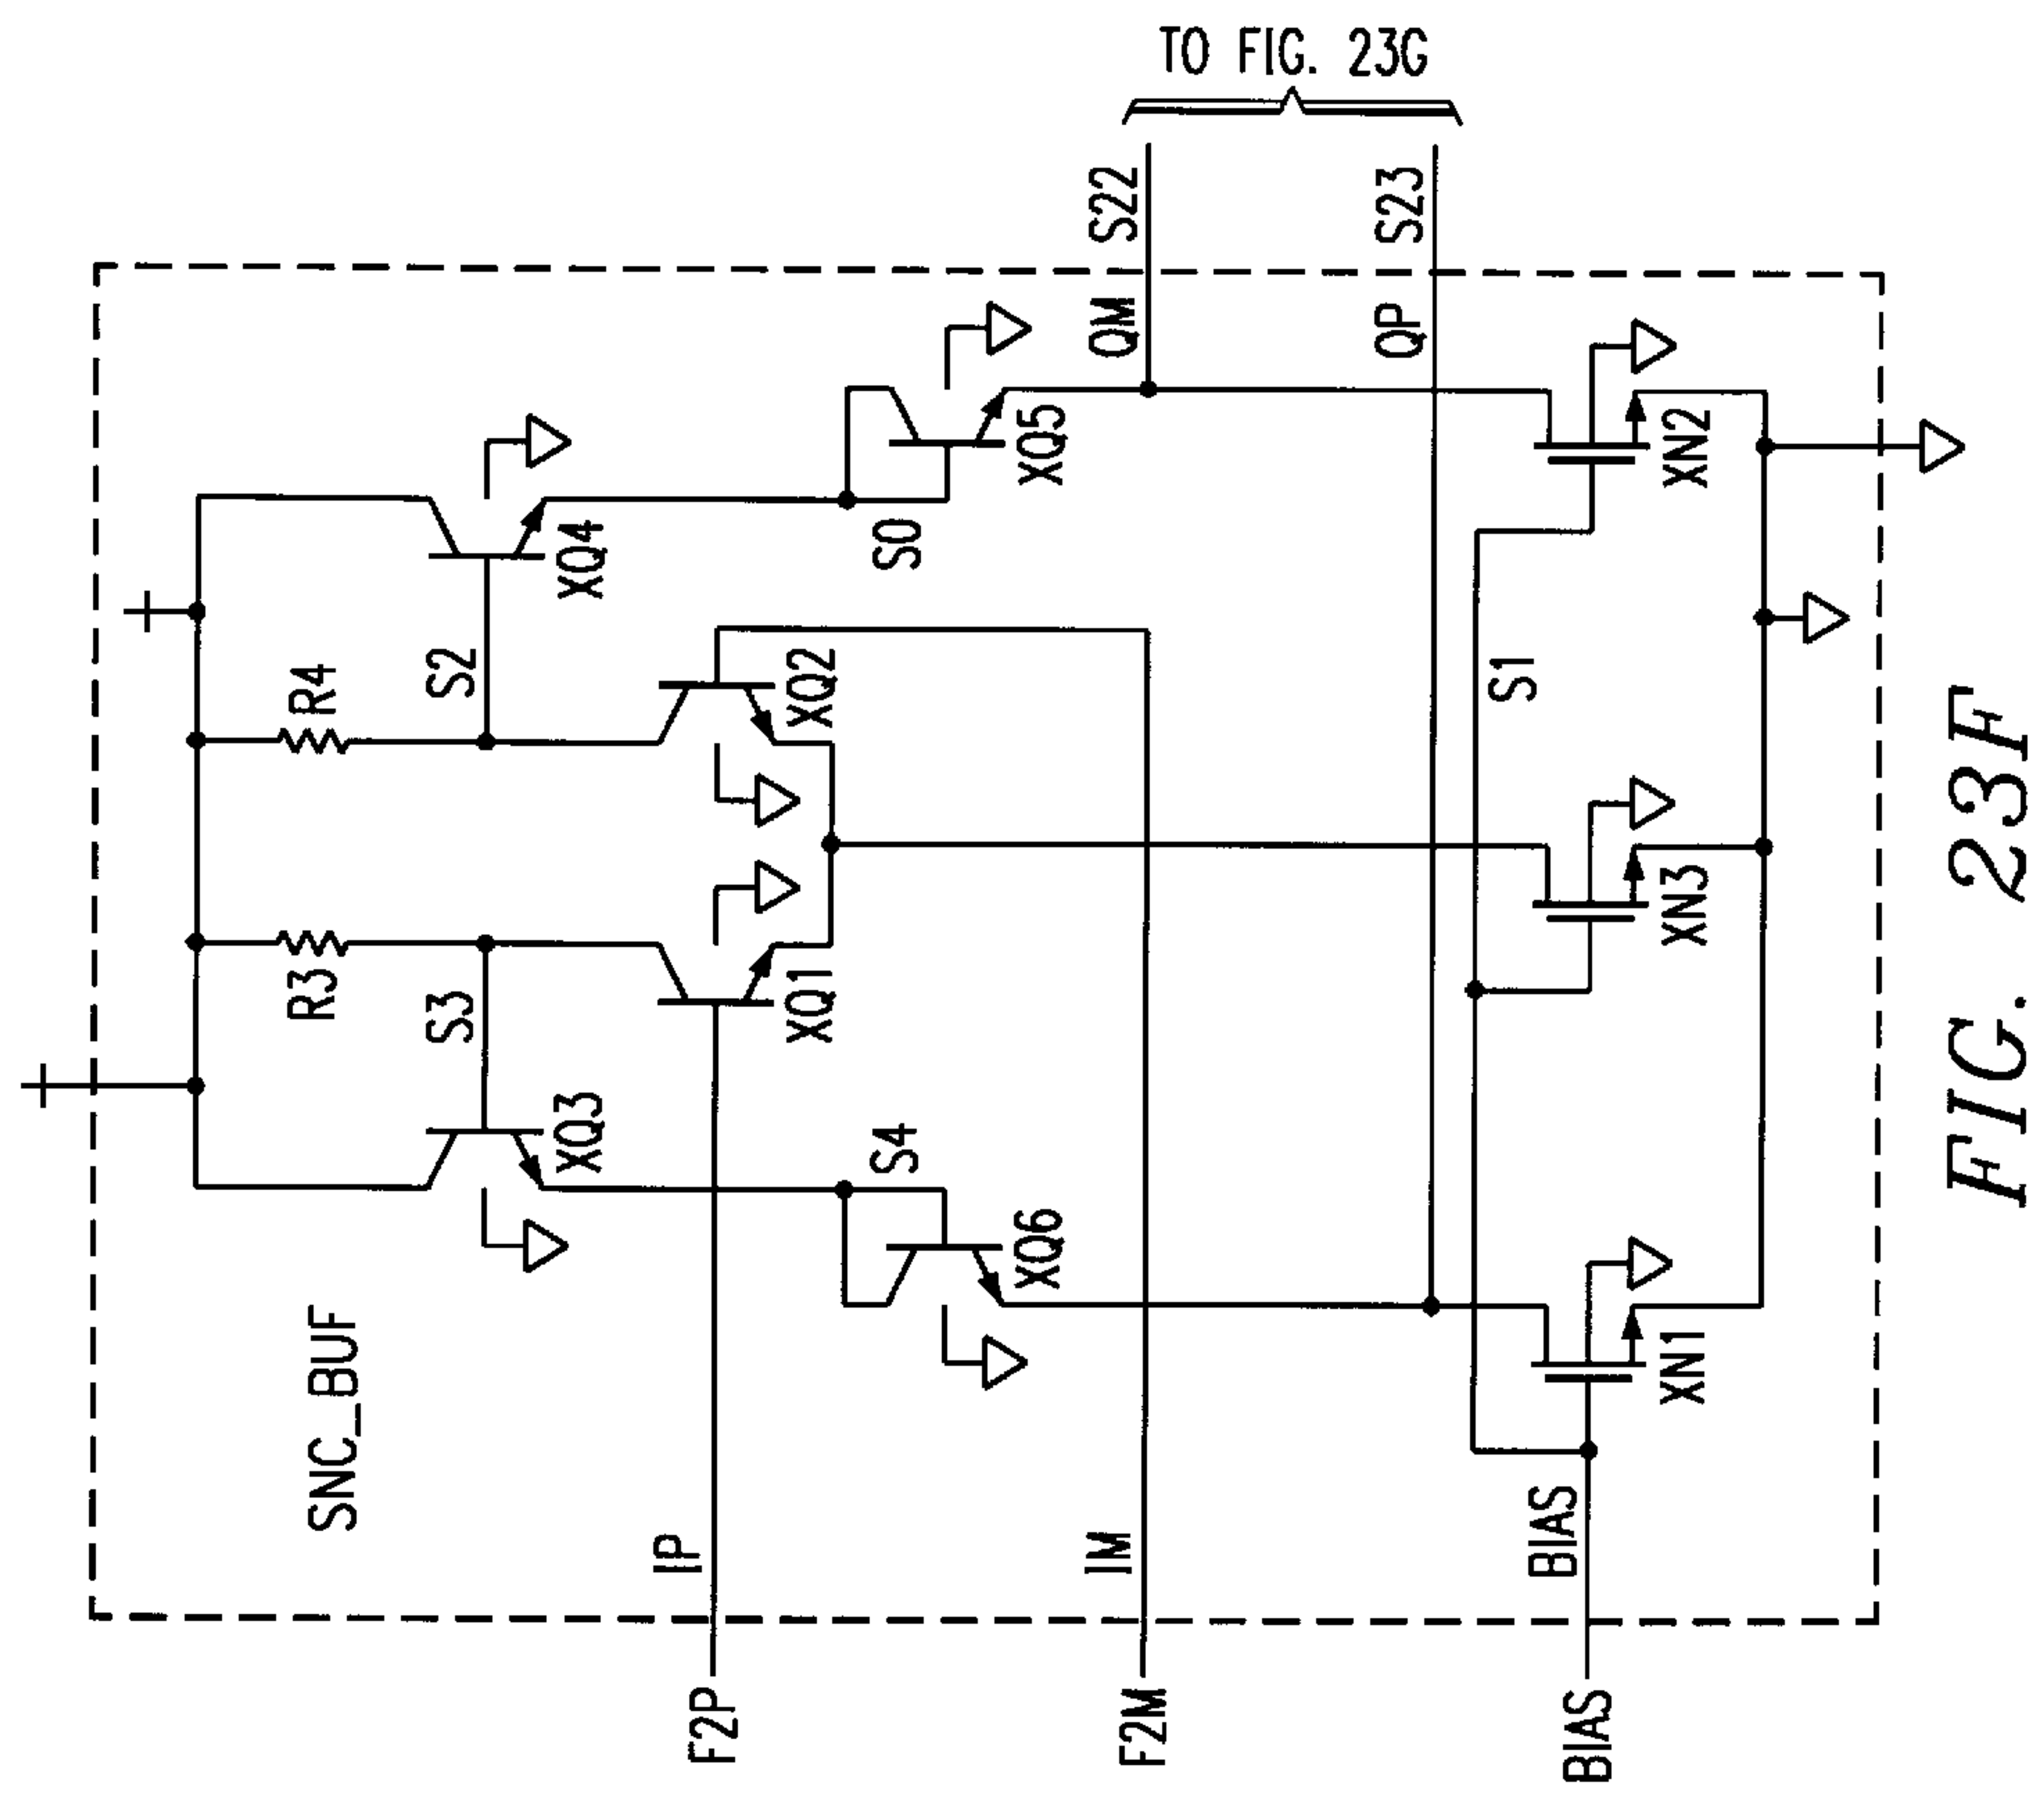 TO FIG. 23G
S22
S23
QM
QP
XQ5
XN2
XQ4
S0
R4
S2
XQ2
S1
R3
S3
XQ1
XN3
XQ3
S4
XQ6
XN1
SNC_BUF
IP
IM
BIAS
F2P
F2M
BIAS
FIG. 23F